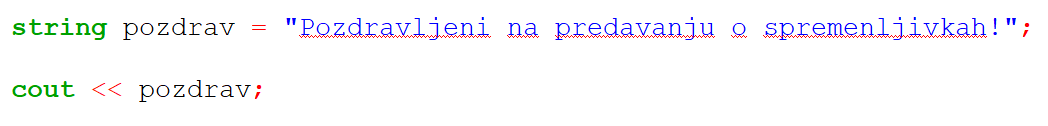 string pozdrav = "Pozdravljeni na predavanju o spremenljivkah!";
cout << pozdrav;